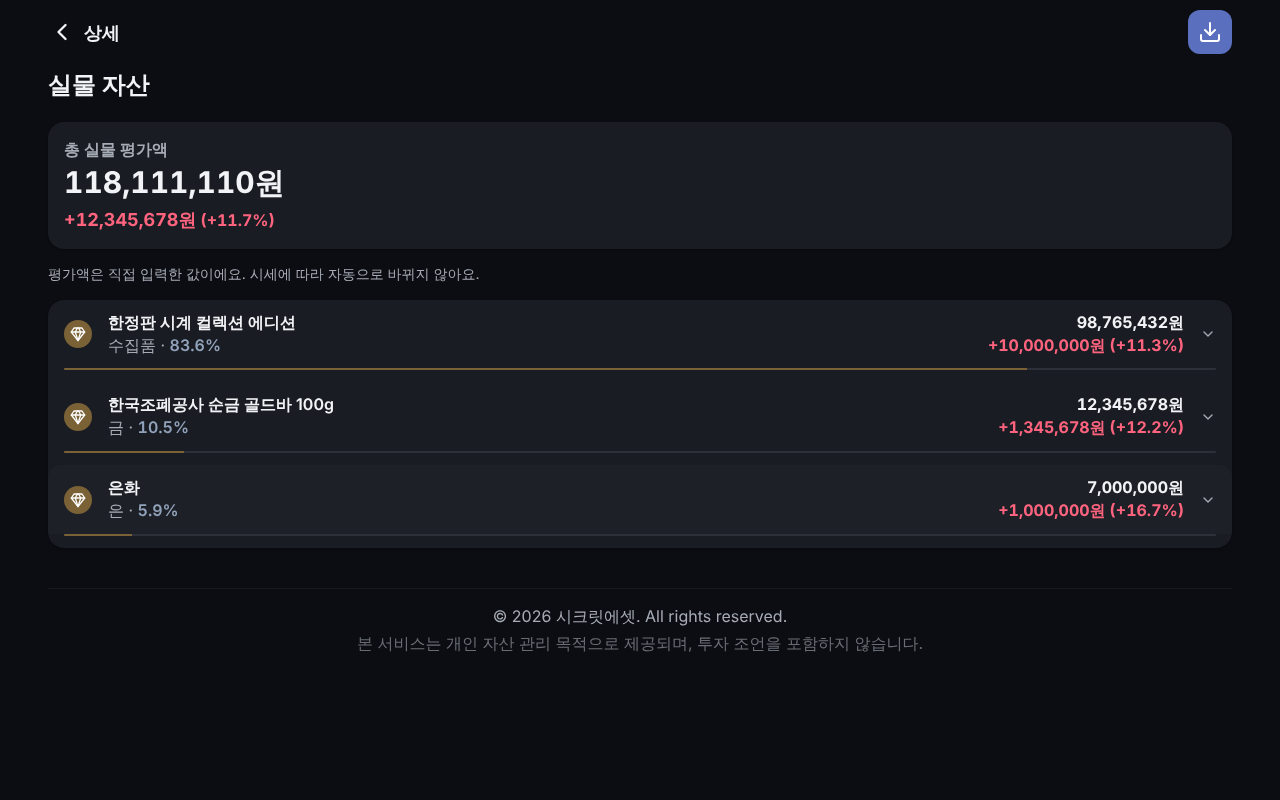 상세
실물 자산
총 실물 평가액
118,111,110원
+12,345,678원 (+11.7%)
평가액은 직접 입력한 값이에요. 시세에 따라 자동으로 바뀌지 않아요.
한정판 시계 컬렉션 에디션
98,765,432원
수집품 · 83.6%
+10,000,000원 (+11.3%)
한국조폐공사 순금 골드바 100g
12,345,678원
금 · 10.5%
+1,345,678원 (+12.2%)
은화
7,000,000원
은 · 5.9%
+1,000,000원 (+16.7%)
© 2026 시크릿에셋. All rights reserved.
본 서비스는 개인 자산 관리 목적으로 제공되며, 투자 조언을 포함하지 않습니다.